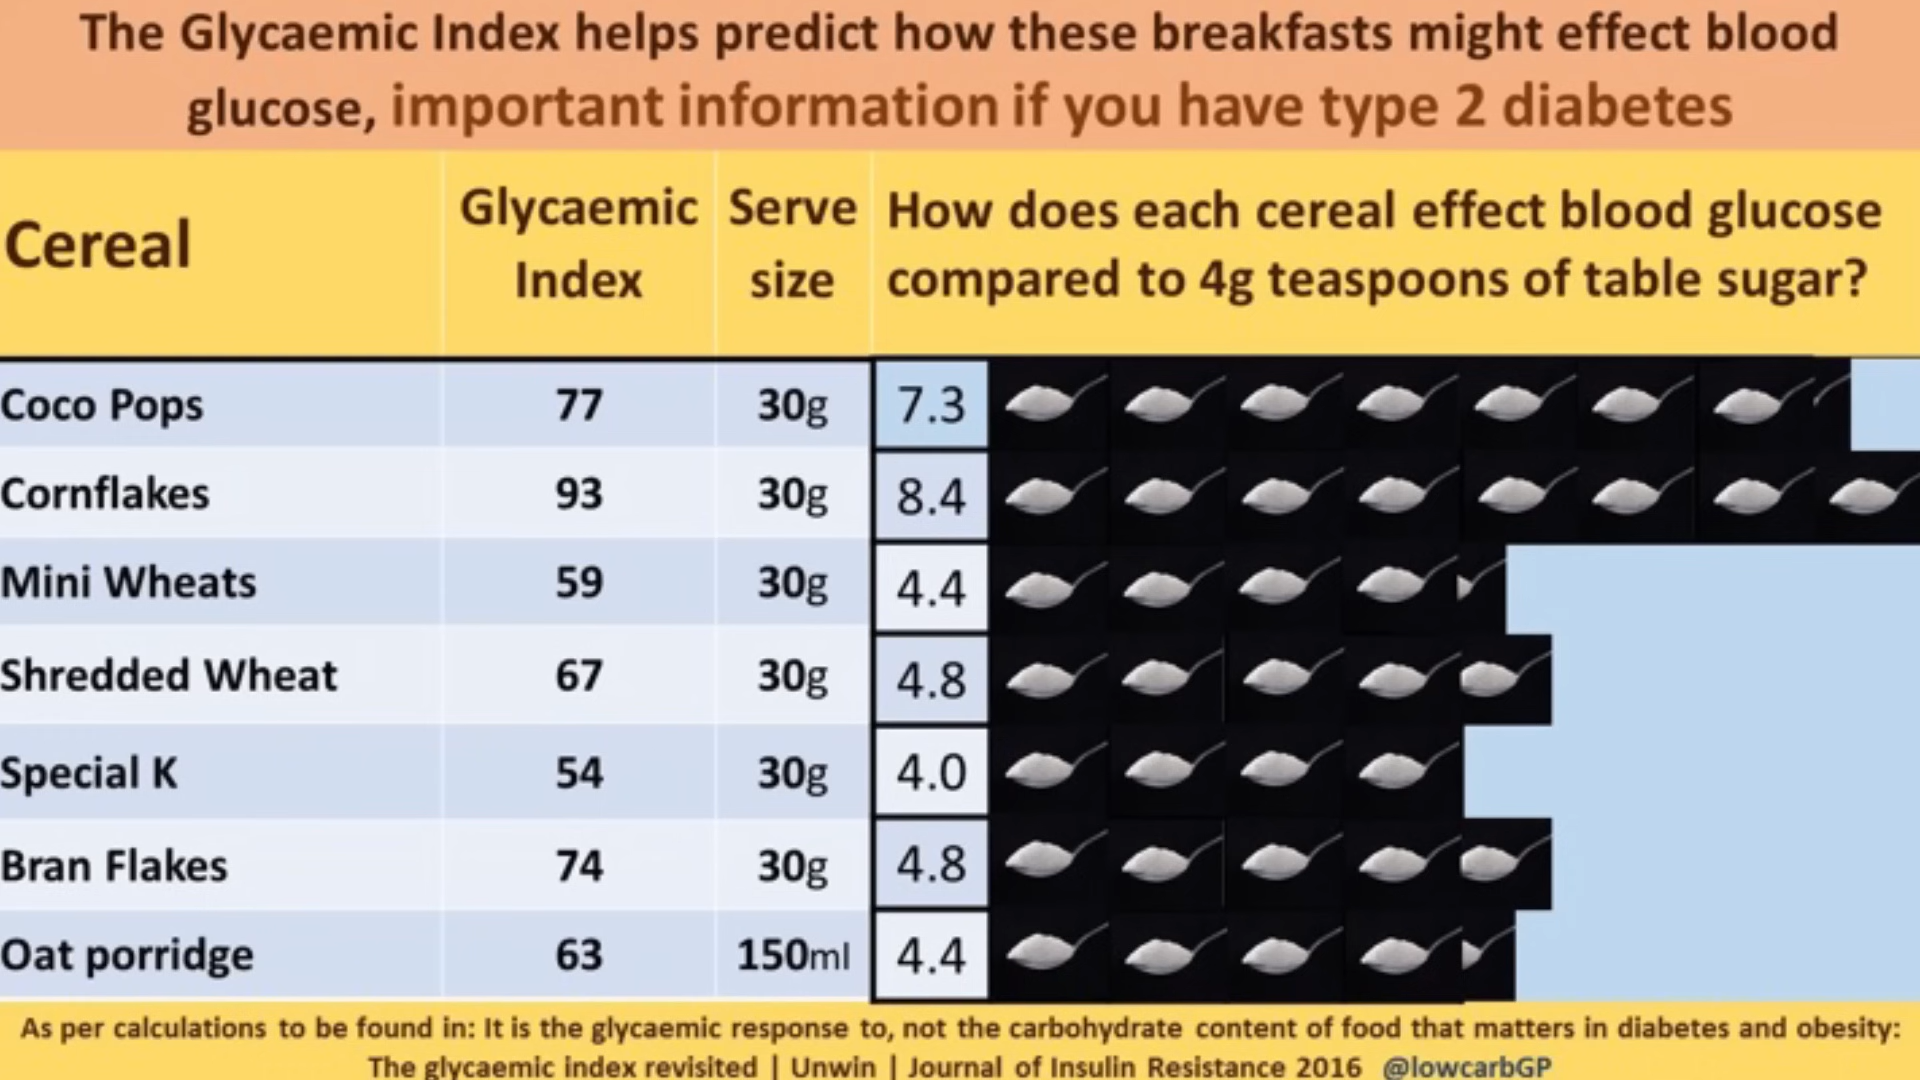 The Glycaemic Index helps predict how these breakfasts might effect blood
glucose, important information if you have type 2 diabetes
Cereal
Glycaemic
Index
Serve
size
How does each cereal effect blood glucose
compared to 4g teaspoons of table sugar?
Coco Pops 77 30g 7.3
Cornflakes 93 30g 8.4
Mini Wheats 59 30g 4.4
Shredded Wheat 67 30g 4.8
Special K 54 30g 4.0
Bran Flakes 74 30g 4.8
Oat porridge 63 150ml 4.4
As per calculations to be found in: It is the glycaemic response to, not the carbohydrate content of food that matters in diabetes and obesity:
The glycaemic index revisited | Unwin | Journal of Insulin Resistance 2016 @lowcarbGP